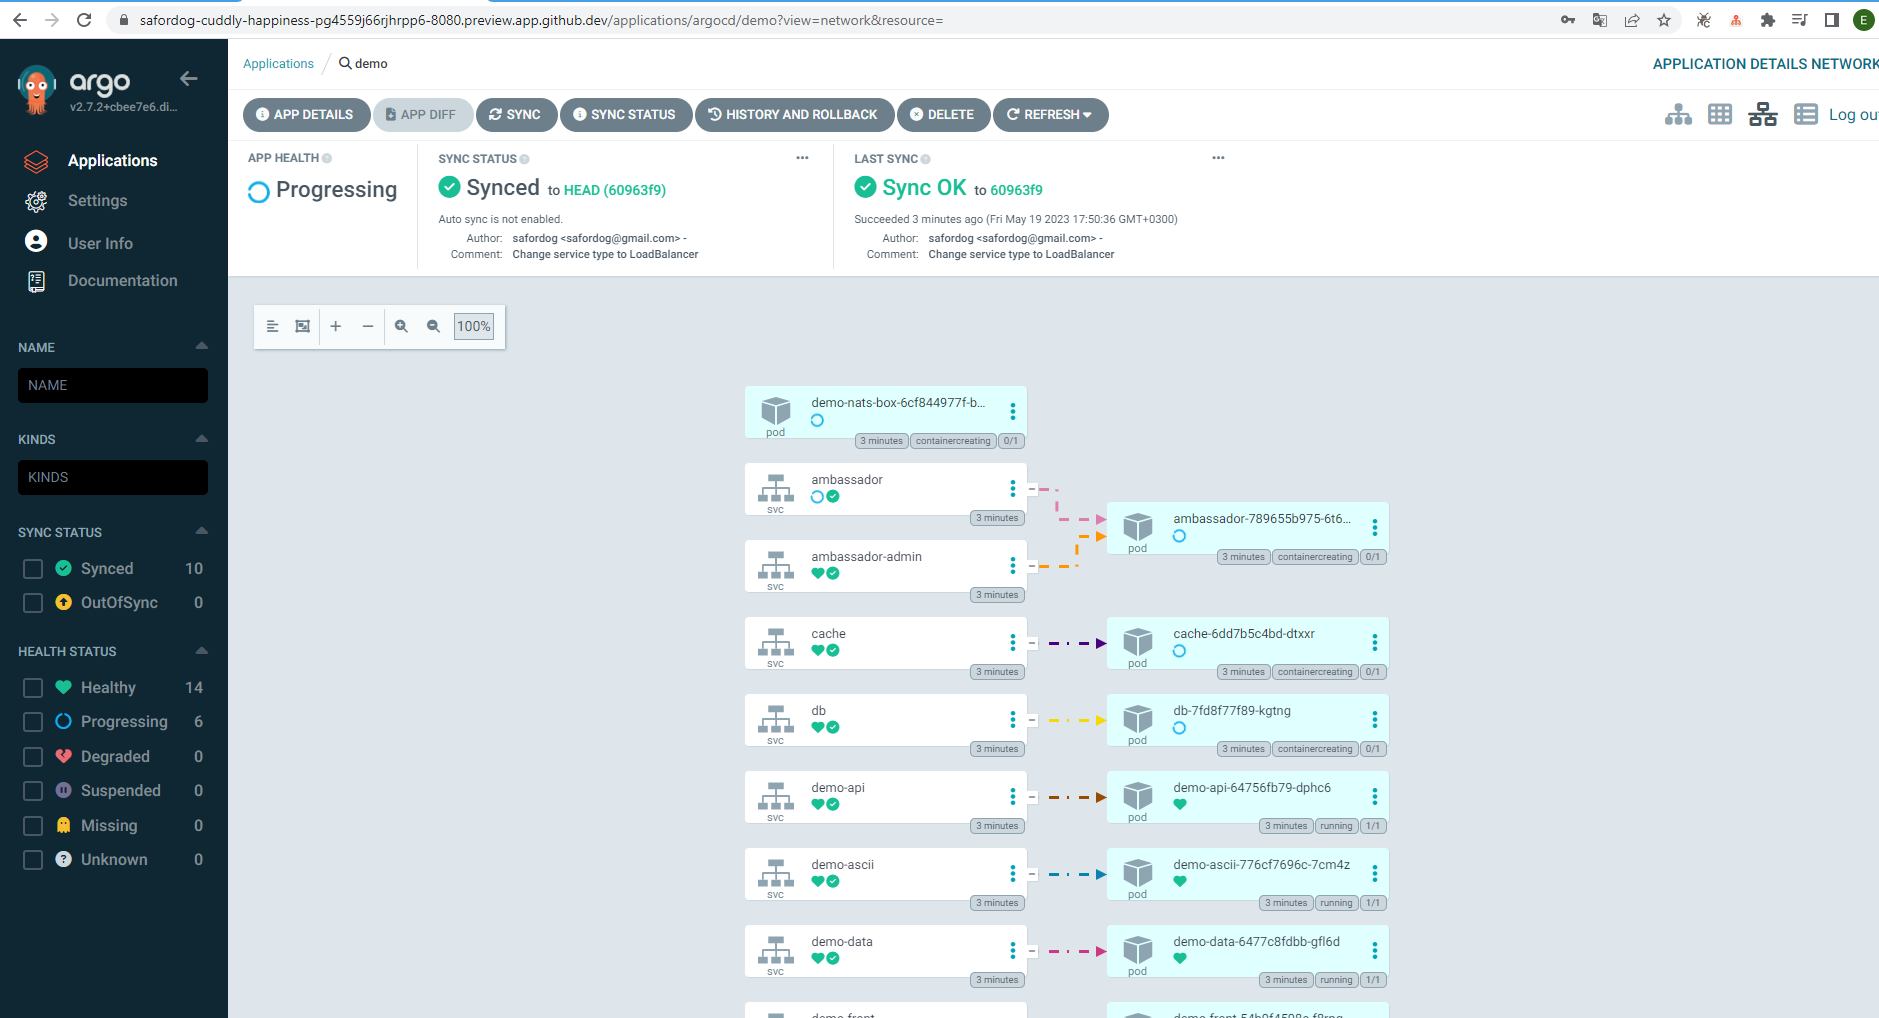 safordog-cuddly-happiness-pg4559j66rjhrpp6-8080.preview.app.github.dev/applications/argocd/demo?view=network&resource=
E
argo
v2.7.2+cbee7e6.di...
Applications
Settings
User Info
Documentation
NAME
NAME
KINDS
KINDS
SYNC STATUS
Synced 10
OutOfSync 0
HEALTH STATUS
Healthy 14
Progressing 6
Degraded 0
Suspended 0
Missing 0
Unknown 0
Applications / demo
APPLICATION DETAILS NETWORK
APP DETAILS
APP DIFF
SYNC
SYNC STATUS
HISTORY AND ROLLBACK
DELETE
REFRESH
Log ou
APP HEALTH
Progressing
SYNC STATUS
Synced to HEAD (60963f9)
Auto sync is not enabled.
Author: safordog <safordog@gmail.com> -
Comment: Change service type to LoadBalancer
LAST SYNC
Sync OK to 60963f9
Succeeded 3 minutes ago (Fri May 19 2023 17:50:36 GMT+0300)
Author: safordog <safordog@gmail.com> -
Comment: Change service type to LoadBalancer
100%
demo-nats-box-6cf844977f-b...
pod
3 minutes containercreating 0/1
ambassador
svc
3 minutes
ambassador-789655b975-6t6...
pod
3 minutes containercreating 0/1
ambassador-admin
svc
3 minutes
cache
svc
3 minutes
cache-6dd7b5c4bd-dtxxr
pod
3 minutes containercreating 0/1
db
svc
3 minutes
db-7fd8f77f89-kgtng
pod
3 minutes containercreating 0/1
demo-api
svc
3 minutes
demo-api-64756fb79-dphc6
pod
3 minutes running 1/1
demo-ascii
svc
3 minutes
demo-ascii-776cf7696c-7cm4z
pod
3 minutes running 1/1
demo-data
svc
3 minutes
demo-data-6477c8fdbb-gfl6d
pod
3 minutes running 1/1
demo-front